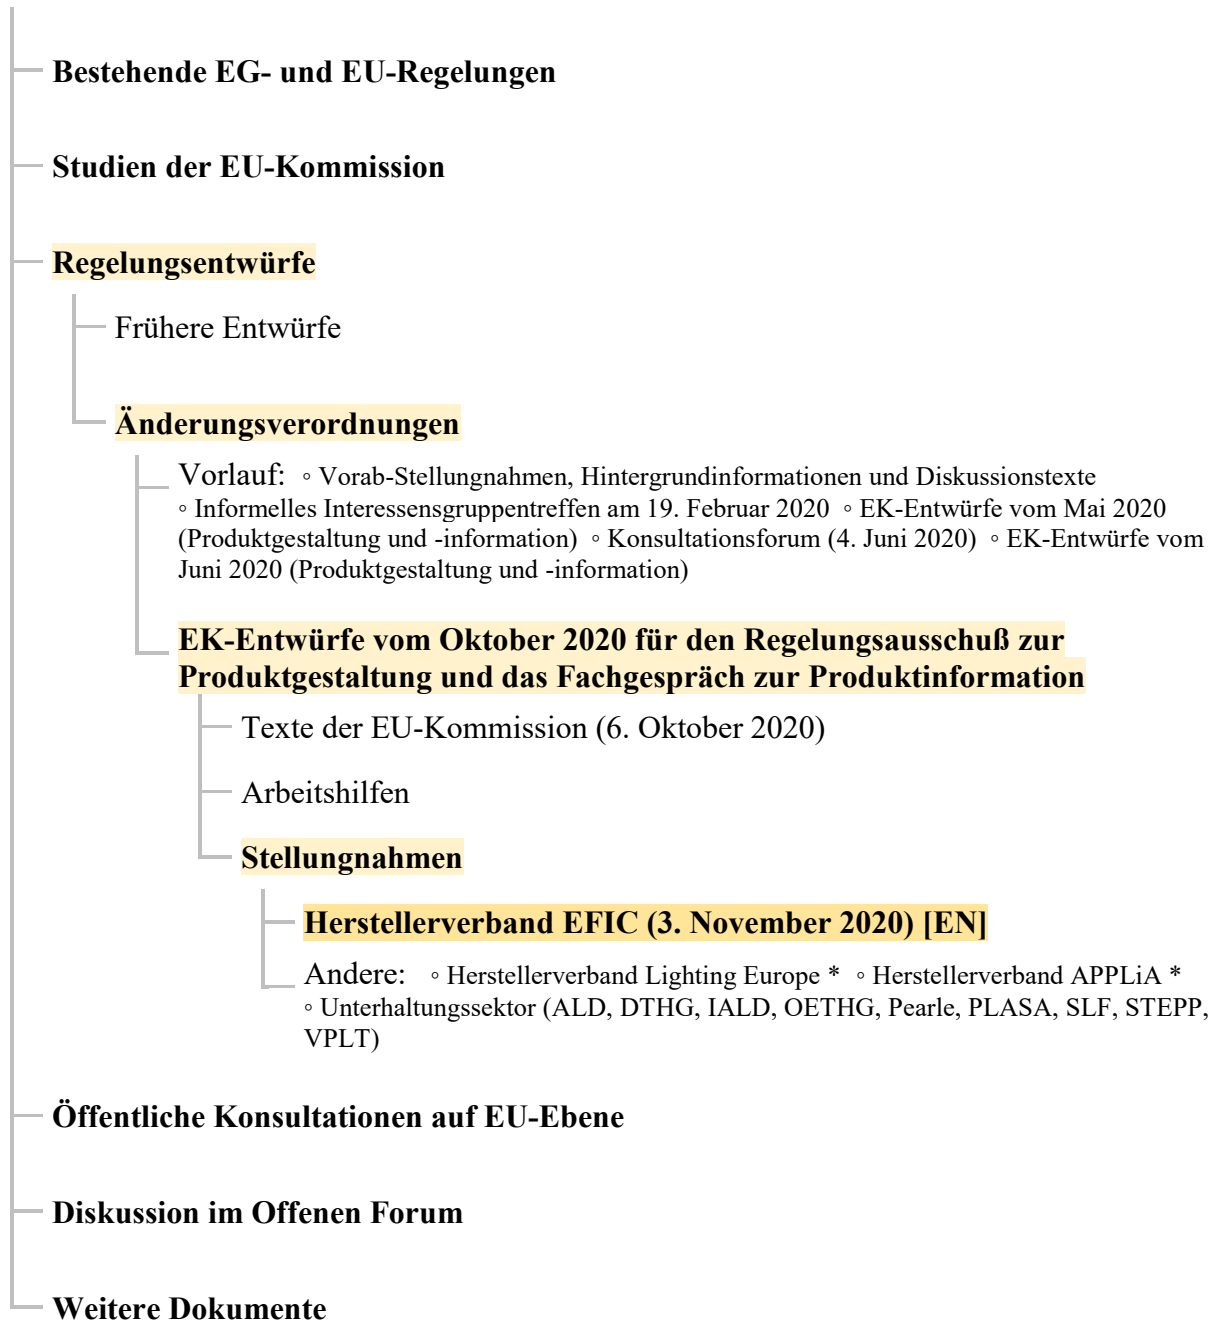 Bestehende EG- und EU-Regelungen
Studien der EU-Kommission
Regelungsentwürfe
Frühere Entwürfe
Änderungsverordnungen
Vorlauf: ◦ Vorab-Stellungnahmen, Hintergrundinformationen und Diskussionstexte
◦ Informelles Interessensgruppentreffen am 19. Februar 2020 ◦ EK-Entwürfe vom Mai 2020
(Produktgestaltung und -information) ◦ Konsultationsforum (4. Juni 2020) ◦ EK-Entwürfe vom
Juni 2020 (Produktgestaltung und -information)
EK-Entwürfe vom Oktober 2020 für den Regelungsausschuß zur
Produktgestaltung und das Fachgespräch zur Produktinformation
Texte der EU-Kommission (6. Oktober 2020)
Arbeitshilfen
Stellungnahmen
Herstellerverband EFIC (3. November 2020) [EN]
Andere: ◦ Herstellerverband Lighting Europe * ◦ Herstellerverband APPLiA *
◦ Unterhaltungssektor (ALD, DTHG, IALD, OETHG, Pearle, PLASA, SLF, STEPP,
VPLT)
Öffentliche Konsultationen auf EU-Ebene
Diskussion im Offenen Forum
Weitere Dokumente